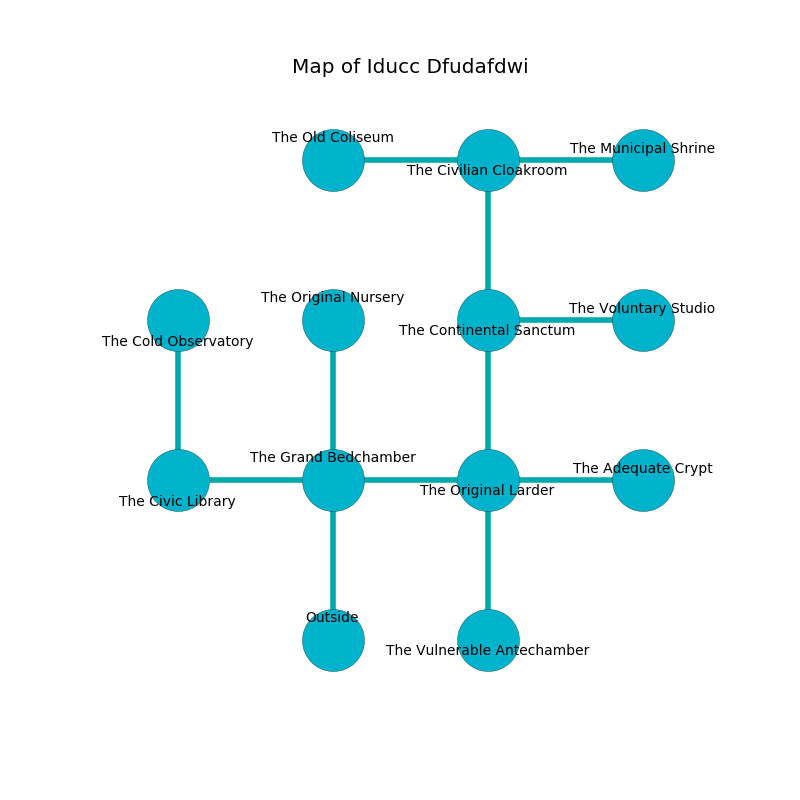 Map of Iducc Dfudafdwi
The Old Coliseum
The Municipal Shrine
The Civilian Cloakroom
The Original Nursery
The Voluntary Studio
The Continental Sanctum
The Cold Observatory
The Grand Bedchamber
The Adequate Crypt
The Original Larder
The Civic Library
Outside
The Vulnerable Antechamber